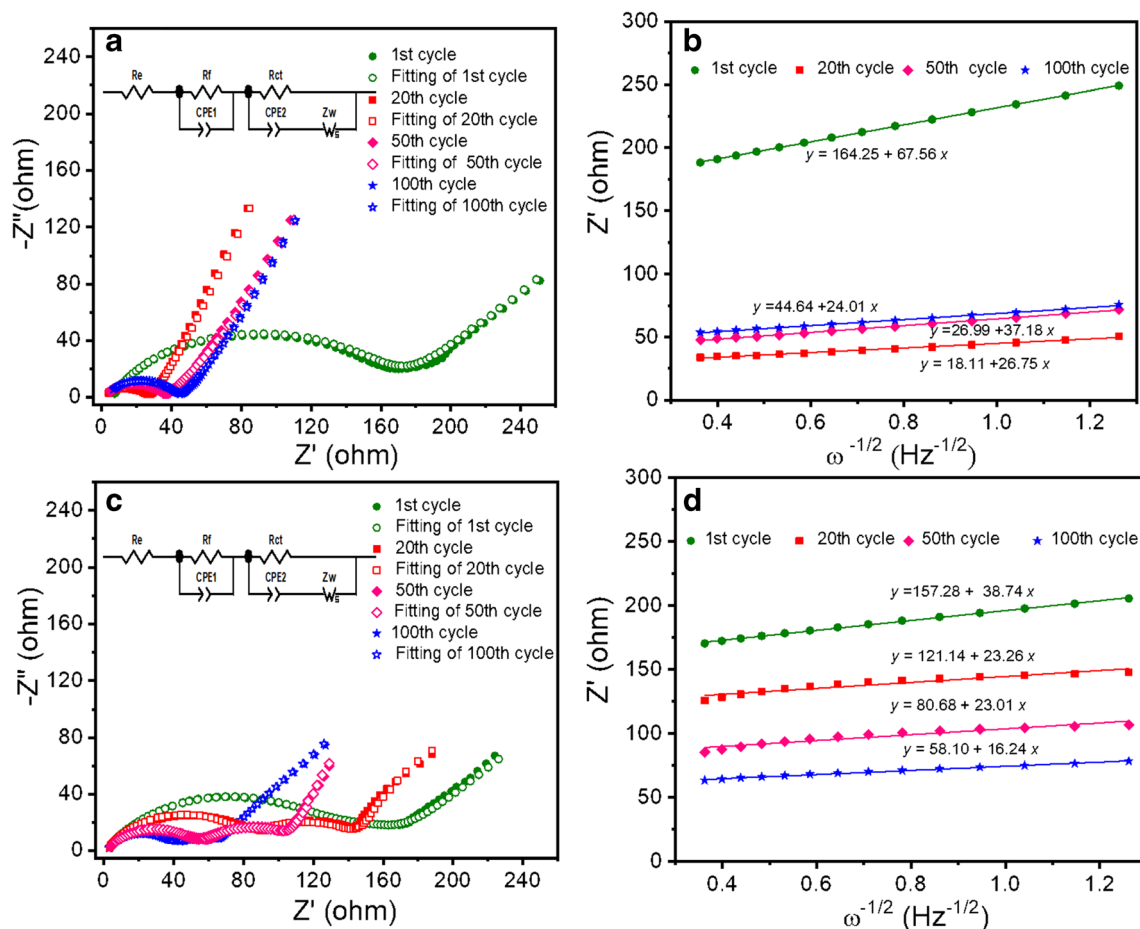 a
-Z"(ohm)
240
200
160
120
80
40
0
0 40 80 120 160 200 240
Z' (ohm)
Re Rf Rct
CPE1 CPE2 Zw
s
1st cycle
Fitting of 1st cycle
20th cycle
Fitting of 20th cycle
50th cycle
Fitting of 50th cycle
100th cycle
Fitting of 100th cycle
b
Z' (ohm)
300
250
200
150
100
50
0
0.4 0.6 0.8 1.0 1.2
ω -1/2 (Hz-1/2)
1st cycle 20th cycle 50th cycle 100th cycle
y = 164.25 + 67.56 x
y =44.64 +24.01 x
y =26.99 +37.18 x
y = 18.11 +26.75 x
c
-Z" (ohm)
240
200
160
120
80
40
0
0 40 80 120 160 200 240
Z' (ohm)
Re Rf Rct
CPE1 CPE2 Zw
s
1st cycle
Fitting of 1st cycle
20th cycle
Fitting of 20th cycle
50th cycle
Fitting of 50th cycle
100th cycle
Fitting of 100th cycle
d
Z' (ohm)
300
250
200
150
100
50
0
0.4 0.6 0.8 1.0 1.2
ω -1/2 (Hz-1/2)
1st cycle 20th cycle 50th cycle 100th cycle
y =157.28 + 38.74 x
y = 121.14 + 23.26 x
y = 80.68 + 23.01 x
y = 58.10 + 16.24 x